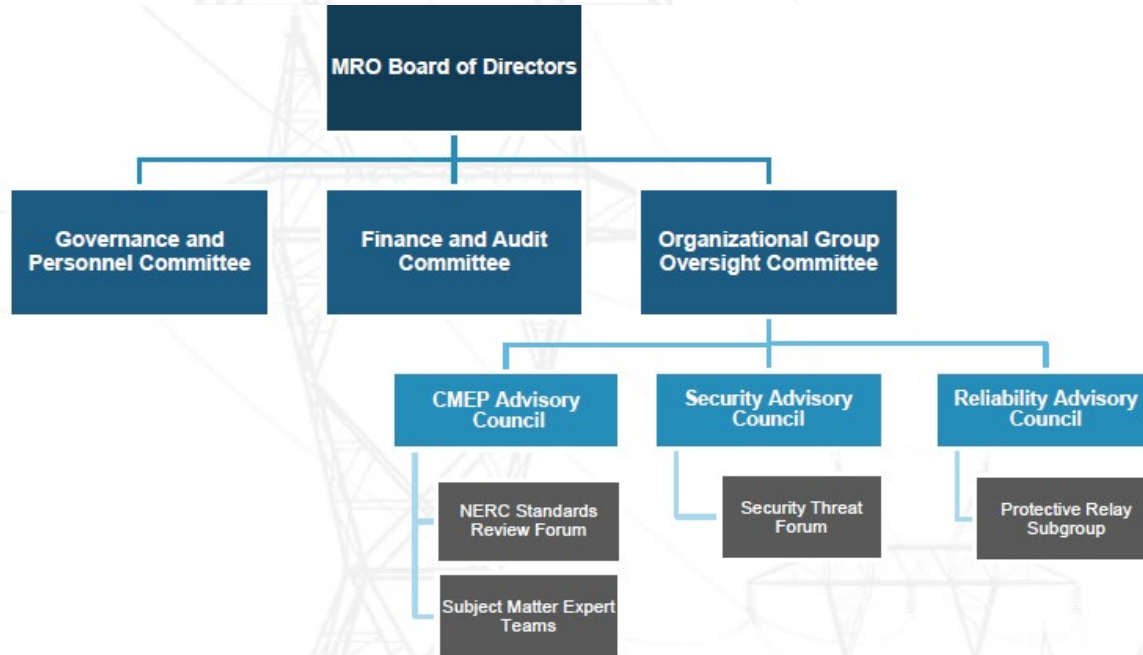 MRO Board of Directors
Governance and
Personnel Committee
Finance and Audit
Committee
Organizational Group
Oversight Committee
CMEP Advisory
Council
Security Advisory
Council
Reliability Advisory
Council
NERC Standards
Review Forum
Security Threat
Forum
Protective Relay
Subgroup
Subject Matter Expert
Teams